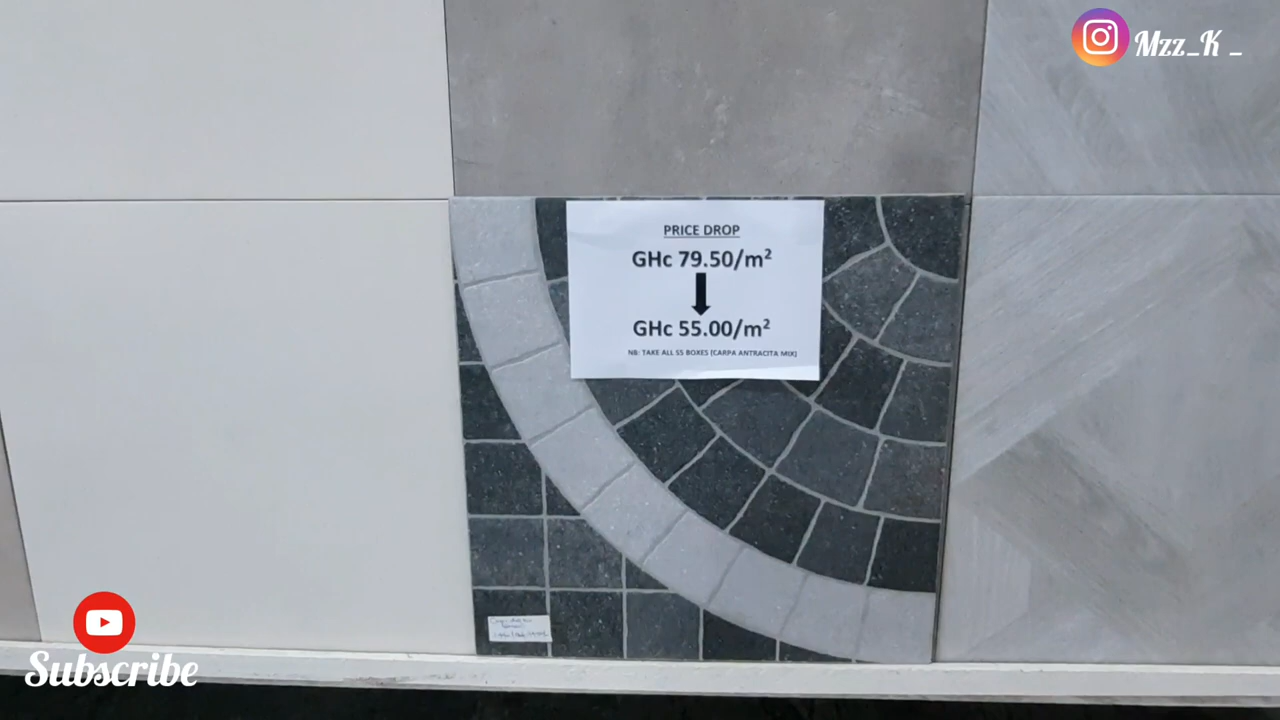 Mzz_K_
PRICE DROP
GHc 79.50/m²
GHc 55.00/m²
NB: TAKE ALL 55 BOXES [CARPA ANTRACITA MIX]
Subscribe